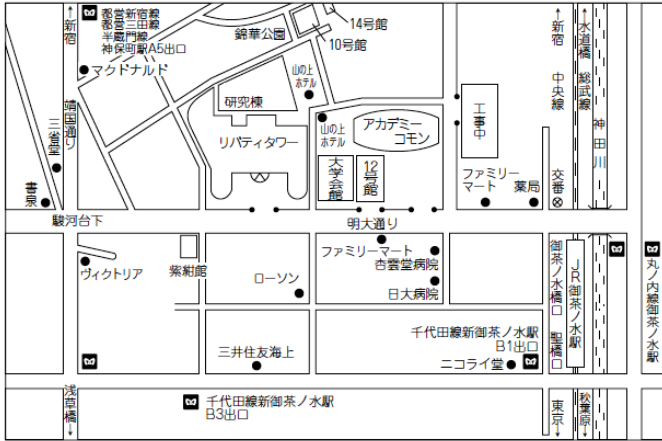 ←新宿
靖国通り
都営新宿線
都営三田線
半蔵門線
神保町駅A5出口
マクドナルド
三省堂
書泉
錦華公園
14号館
10号館
研究棟
山の上
ホテル
リバティタワー
山の上
ホテル
アカデミー
コモン
大学会館
12号館
工事中
ファミリー
マート
薬局
←新宿
中央線
交番
←水道橋
総武線
神田川
駿河台下
明大通り
ヴィクトリア
紫紺館
ローソン
ファミリーマート
杏雲堂病院
日大病院
御茶ノ水橋口
聖橋口
JR御茶ノ水駅
丸ノ内線御茶ノ水駅
三井住友海上
千代田線新御茶ノ水駅
B1出口
ニコライ堂
浅草橋→
千代田線新御茶ノ水駅
B3出口
東京→
秋葉原→